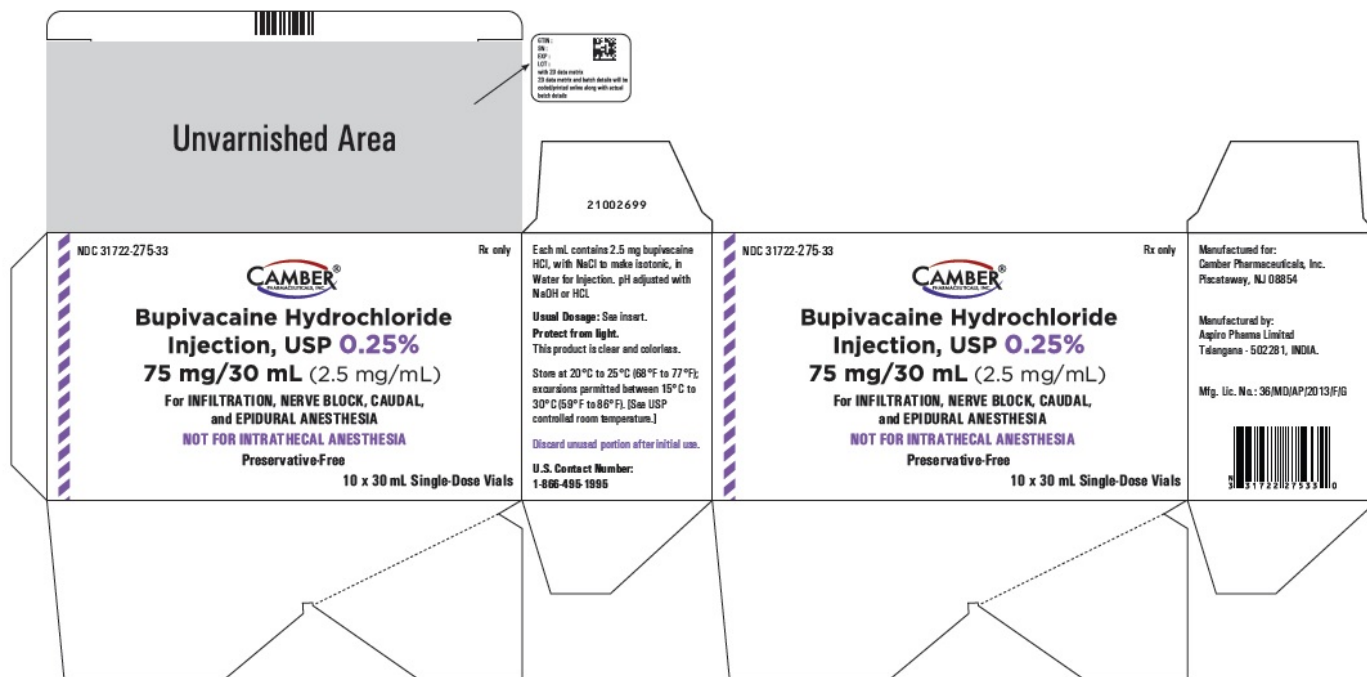 GTIN :
SN :
EXP :
LOT :
with 2D data matrix
2D data matrix and batch details will be
coded/printed online along with actual
batch details
Unvarnished Area
21002699
NDC 31722-275-33
Rx only
CAMBER®
PHARMACEUTICALS, INC.
Bupivacaine Hydrochloride
Injection, USP 0.25%
75 mg/30 mL (2.5 mg/mL)
For INFILTRATION, NERVE BLOCK, CAUDAL,
and EPIDURAL ANESTHESIA
NOT FOR INTRATHECAL ANESTHESIA
Preservative-Free
10 x 30 mL Single-Dose Vials
Each mL contains 2.5 mg bupivacaine
HCl, with NaCl to make isotonic, in
Water for Injection. pH adjusted with
NaOH or HCl.
Usual Dosage: See insert.
Protect from light.
This product is clear and colorless.
Store at 20°C to 25°C (68°F to 77°F);
excursions permitted between 15°C to
30°C (59°F to 86°F). [See USP
controlled room temperature.]
Discard unused portion after initial use.
U.S. Contact Number:
1-866-495-1995
NDC 31722-275-33
Rx only
CAMBER®
PHARMACEUTICALS, INC.
Bupivacaine Hydrochloride
Injection, USP 0.25%
75 mg/30 mL (2.5 mg/mL)
For INFILTRATION, NERVE BLOCK, CAUDAL,
and EPIDURAL ANESTHESIA
NOT FOR INTRATHECAL ANESTHESIA
Preservative-Free
10 x 30 mL Single-Dose Vials
Manufactured for:
Camber Pharmaceuticals, Inc.
Piscataway, NJ 08854
Manufactured by:
Aspiro Pharma Limited
Telangana - 502281, INDIA.
Mfg. Lic. No.: 36/MD/AP/2013/F/G
N
3 31722 27533 0